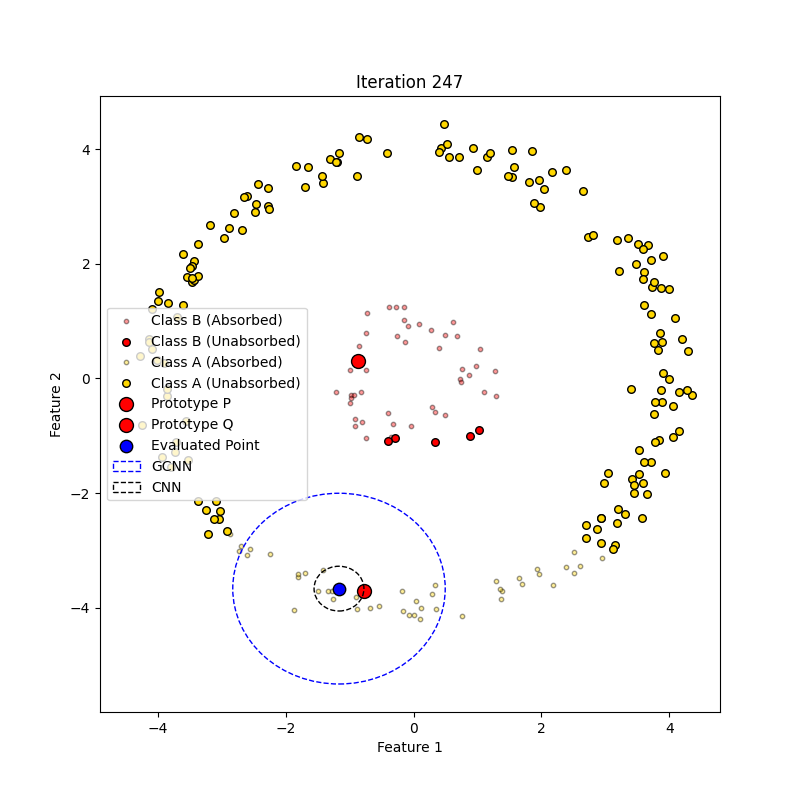 Iteration 247
Feature 2
4
2
0
−2
−4
Class B (Absorbed)
Class B (Unabsorbed)
Class A (Absorbed)
Class A (Unabsorbed)
Prototype P
Prototype Q
Evaluated Point
GCNN
CNN
−4 −2 0 2 4
Feature 1